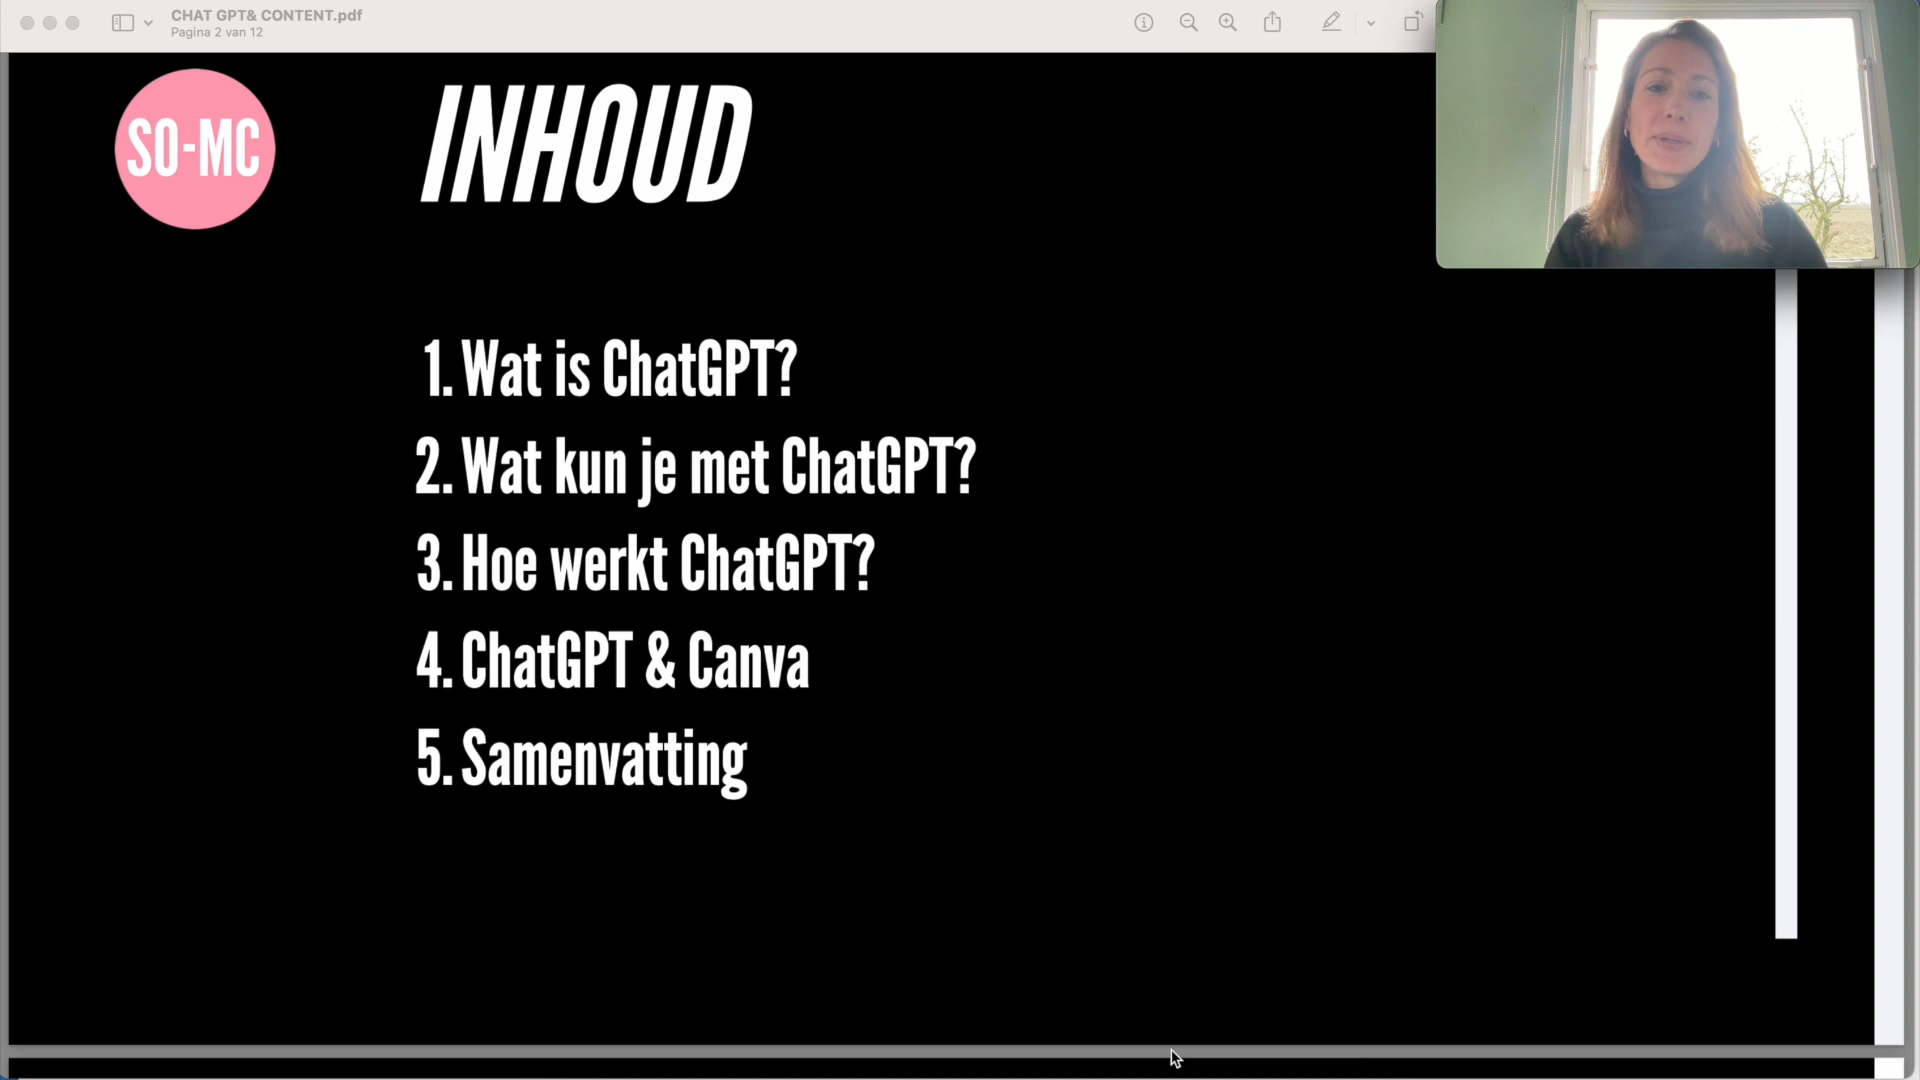 CHAT GPT& CONTENT.pdf
Pagina 2 van 12
SO-MC
INHOUD
1. Wat is ChatGPT?
2. Wat kun je met ChatGPT?
3. Hoe werkt ChatGPT?
4. ChatGPT & Canva
5. Samenvatting